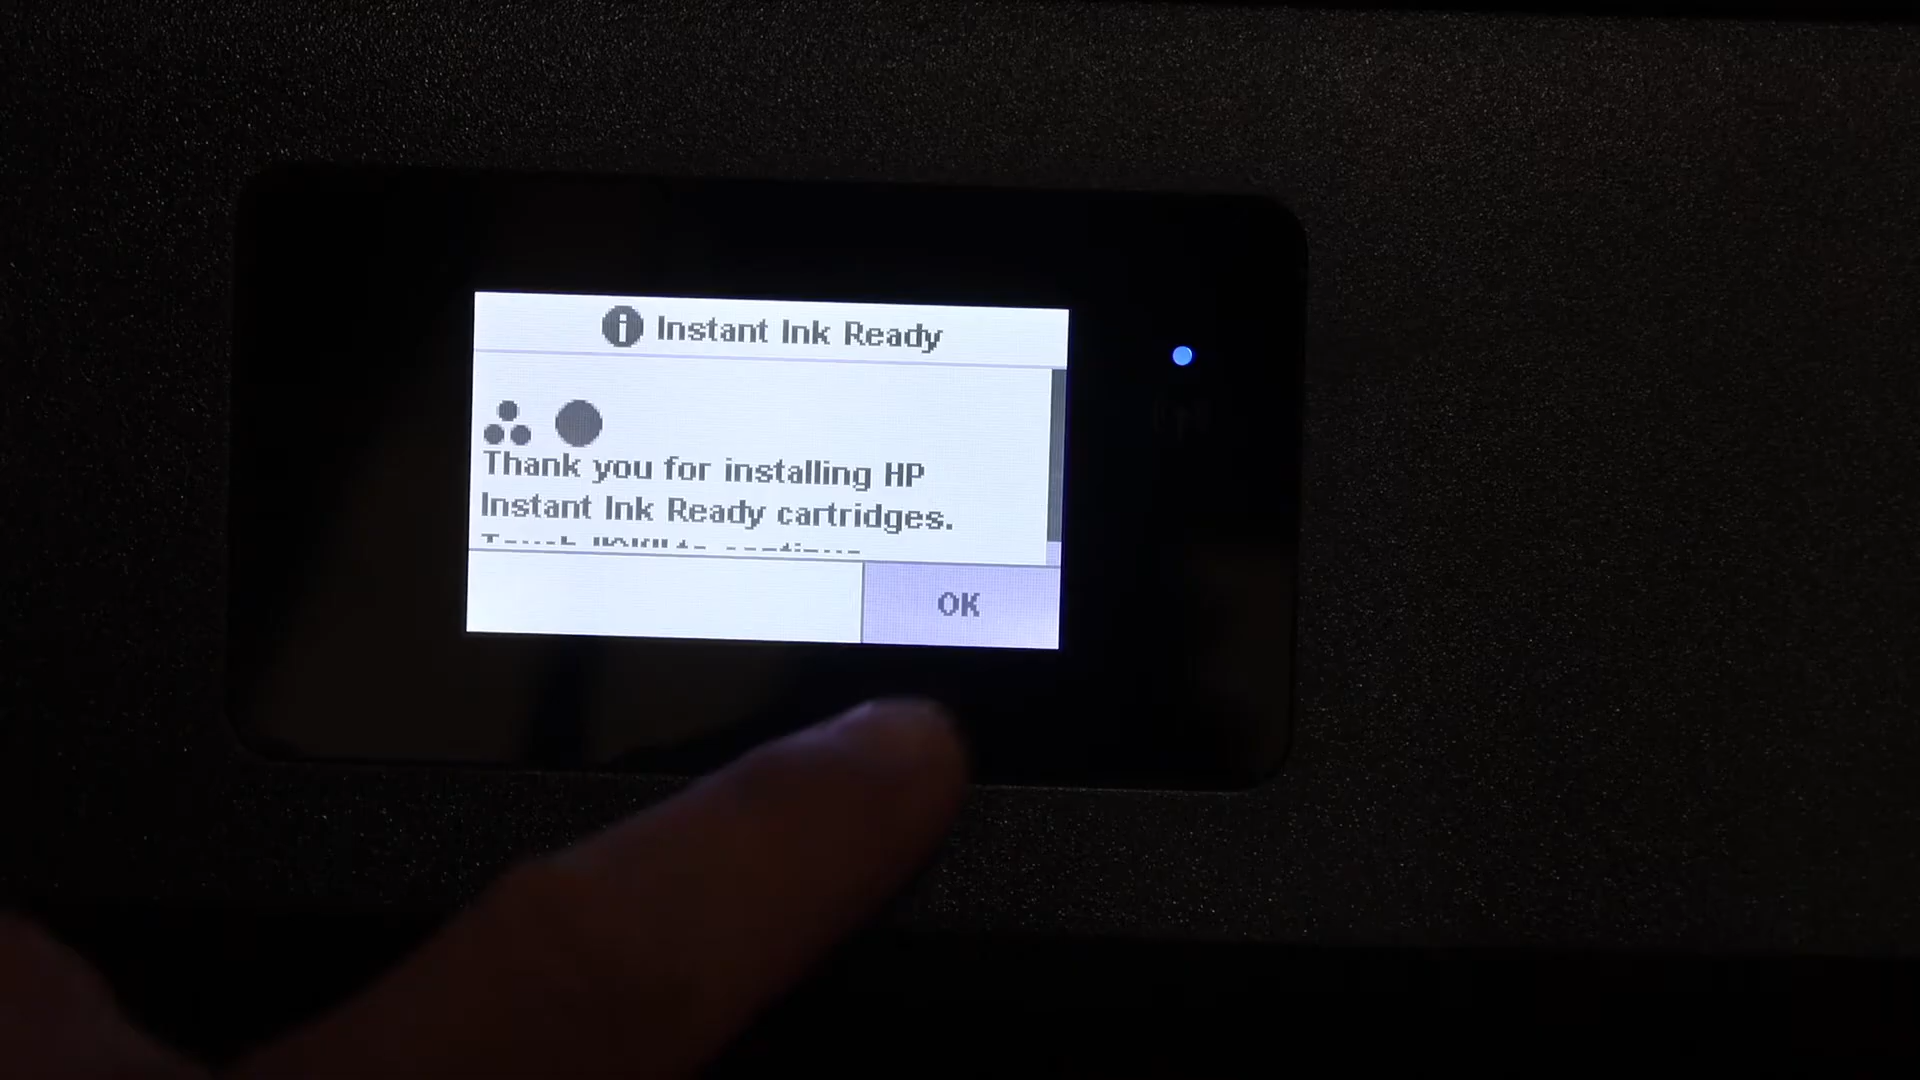 Instant Ink Ready
Thank you for installing HP
Instant Ink Ready cartridges.
OK